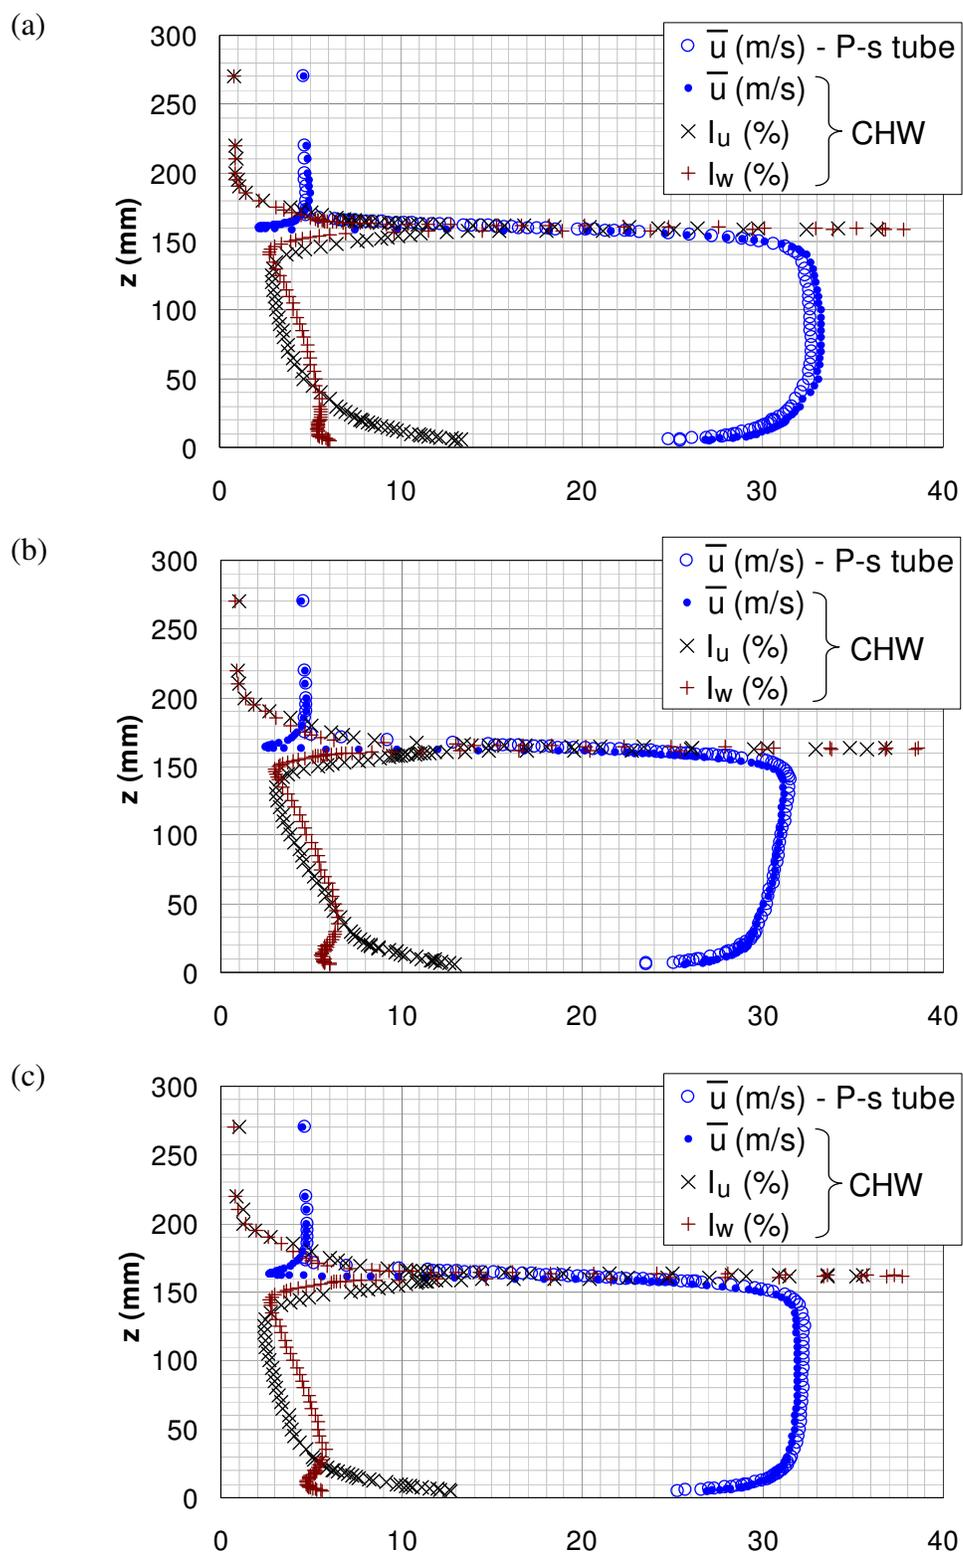 (a)
300
250
200
150
100
50
0
z (mm)
0 10 20 30 40
u̅ (m/s) - P-s tube
u̅ (m/s)
Iu (%)
Iw (%)
CHW
(b)
300
250
200
150
100
50
0
z (mm)
0 10 20 30 40
u̅ (m/s) - P-s tube
u̅ (m/s)
Iu (%)
Iw (%)
CHW
(c)
300
250
200
150
100
50
0
z (mm)
0 10 20 30 40
u̅ (m/s) - P-s tube
u̅ (m/s)
Iu (%)
Iw (%)
CHW